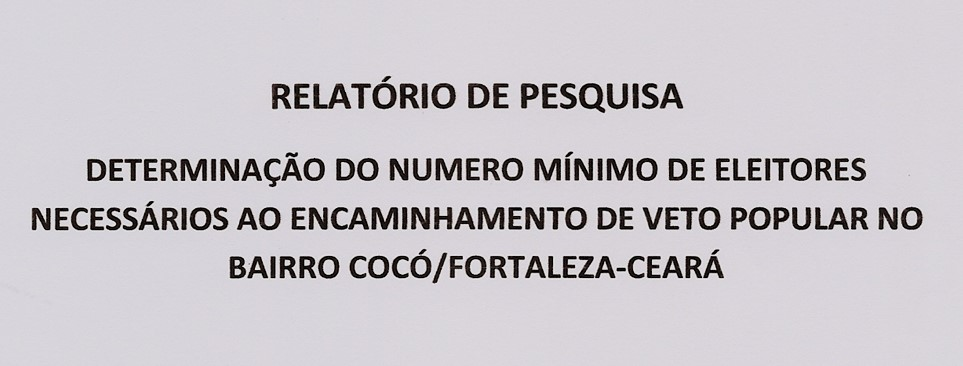 RELATÓRIO DE PESQUISA
DETERMINAÇÃO DO NUMERO MÍNIMO DE ELEITORES
NECESSÁRIOS AO ENCAMINHAMENTO DE VETO POPULAR NO
BAIRRO COCÓ/FORTALEZA-CEARÁ